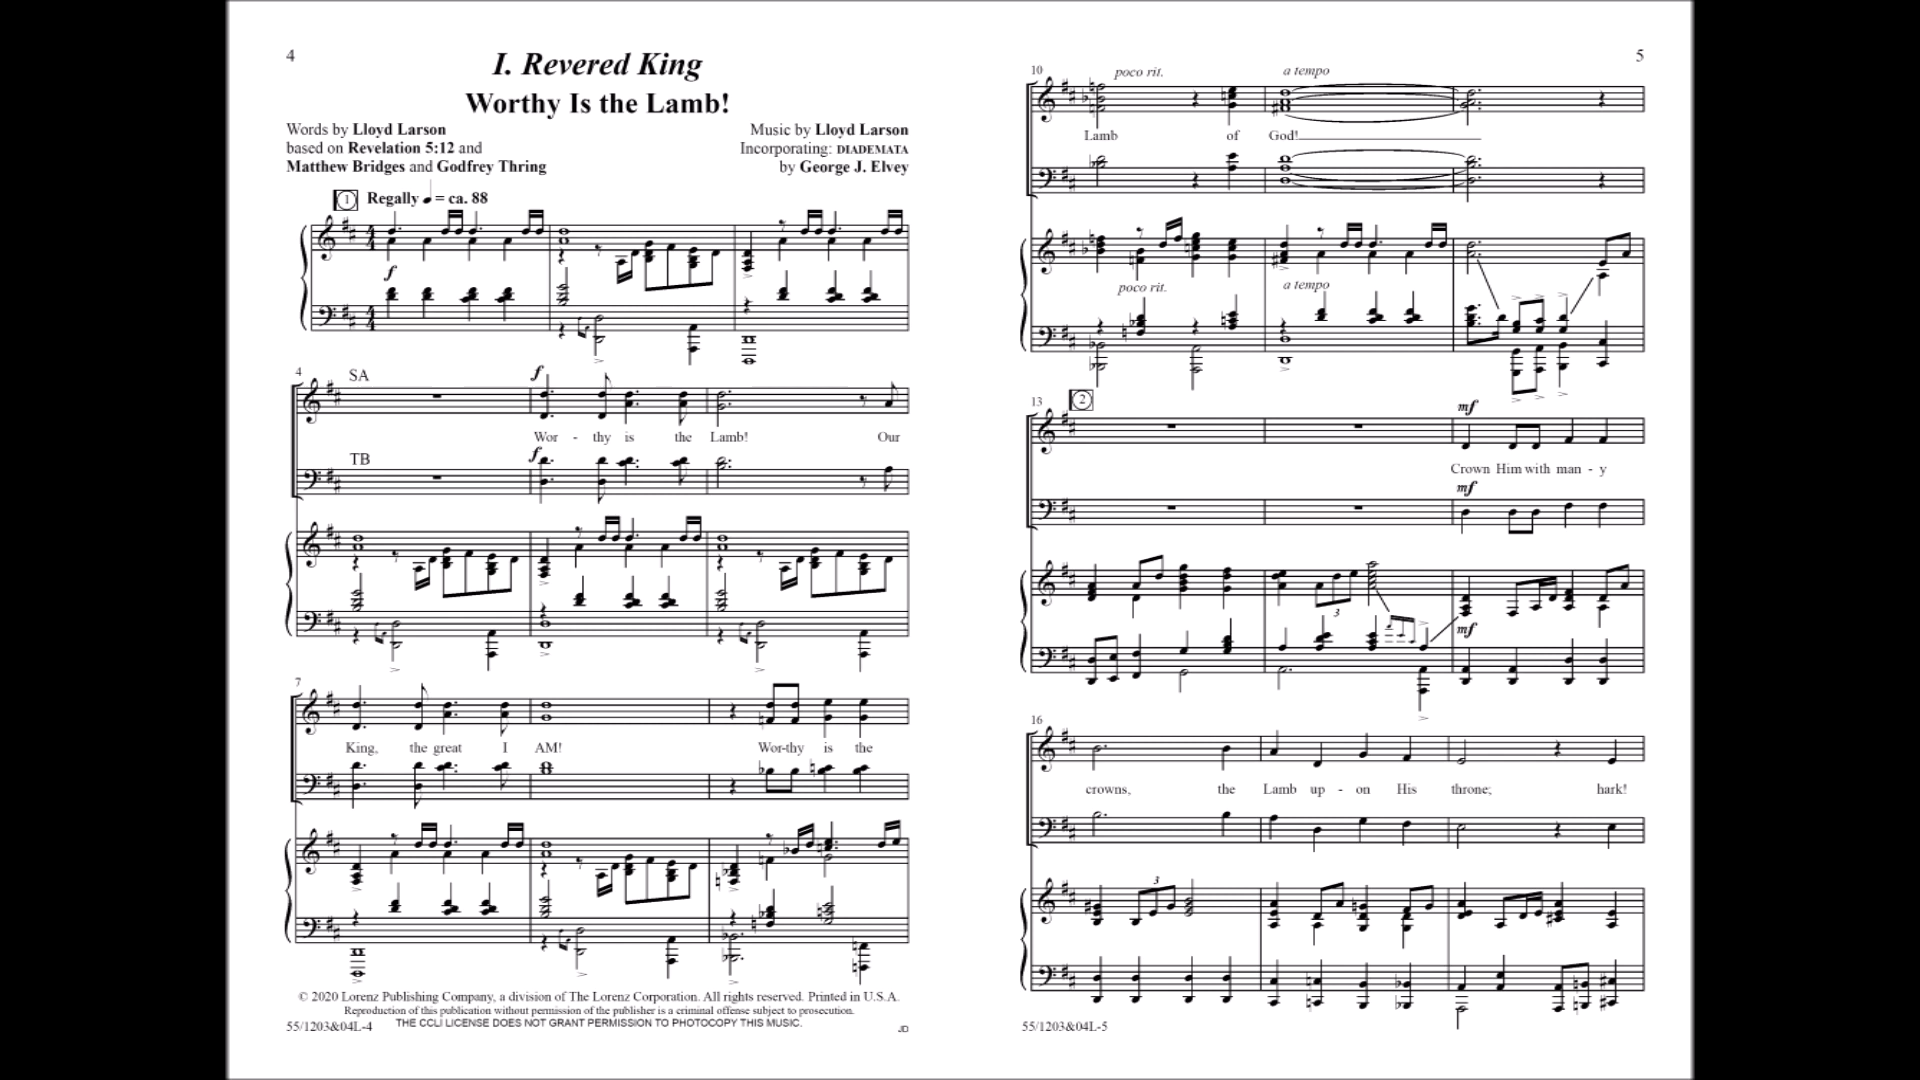 4
I. Revered King
Worthy Is the Lamb!
Words by Lloyd Larson
based on Revelation 5:12 and
Matthew Bridges and Godfrey Thring
Music by Lloyd Larson
Incorporating: DIADEMATA
by George J. Elvey
1 Regally ♩ = ca. 88
f
4
SA
f
Wor - thy is the Lamb! Our
TB
f
7
King, the great I AM! Wor-thy is the
© 2020 Lorenz Publishing Company, a division of The Lorenz Corporation. All rights reserved. Printed in U.S.A.
Reproduction of this publication without permission of the publisher is a criminal offense subject to prosecution.
THE CCLI LICENSE DOES NOT GRANT PERMISSION TO PHOTOCOPY THIS MUSIC.
55/1203&04L-4
JD
5
10
poco rit. a tempo
Lamb of God!
poco rit. a tempo
13
2
mf
Crown Him with man - y
mf
3
mf
16
crowns, the Lamb up - on His throne; hark!
3
55/1203&04L-5